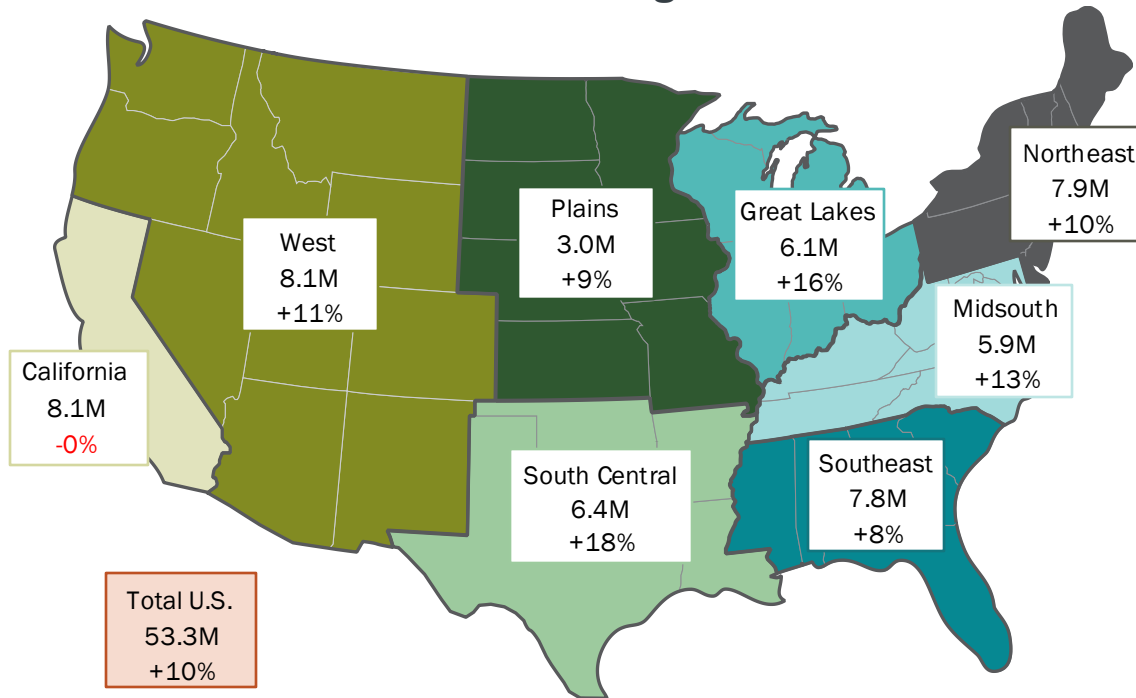 Northeast
7.9M
+10%
Plains
3.0M
+9%
Great Lakes
6.1M
+16%
West
8.1M
+11%
Midsouth
5.9M
+13%
California
8.1M
-0%
South Central
6.4M
+18%
Southeast
7.8M
+8%
Total U.S.
53.3M
+10%